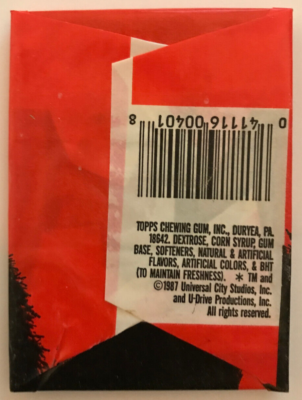 0 41116 00401 8
TOPPS CHEWING GUM, INC., DURYEA, PA.
18642. DEXTROSE, CORN SYRUP, GUM
BASE, SOFTENERS, NATURAL & ARTIFICIAL
FLAVORS, ARTIFICIAL COLORS, & BHT
(TO MAINTAIN FRESHNESS). * TM and
©1987 Universal City Studios, Inc.
and U-Drive Productions, Inc.
All rights reserved.